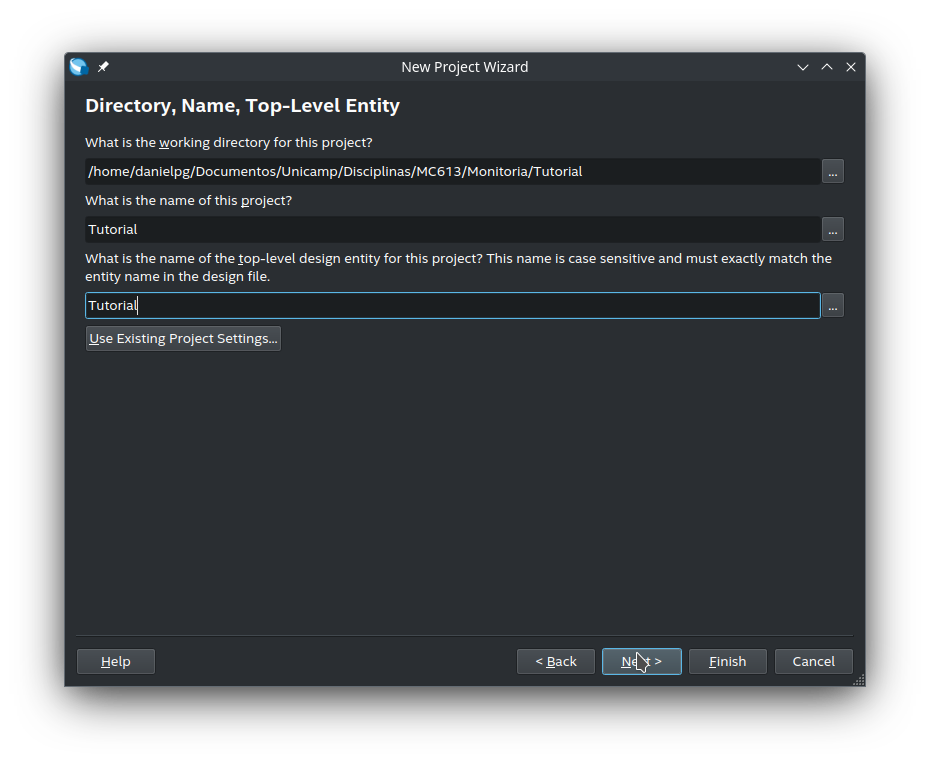 New Project Wizard
Directory, Name, Top-Level Entity
What is the working directory for this project?
/home/danielpg/Documentos/Unicamp/Disciplinas/MC613/Monitoria/Tutorial
...
What is the name of this project?
Tutorial
...
What is the name of the top-level design entity for this project? This name is case sensitive and must exactly match the
entity name in the design file.
Tutorial
...
Use Existing Project Settings...
Help
< Back
Next >
Finish
Cancel